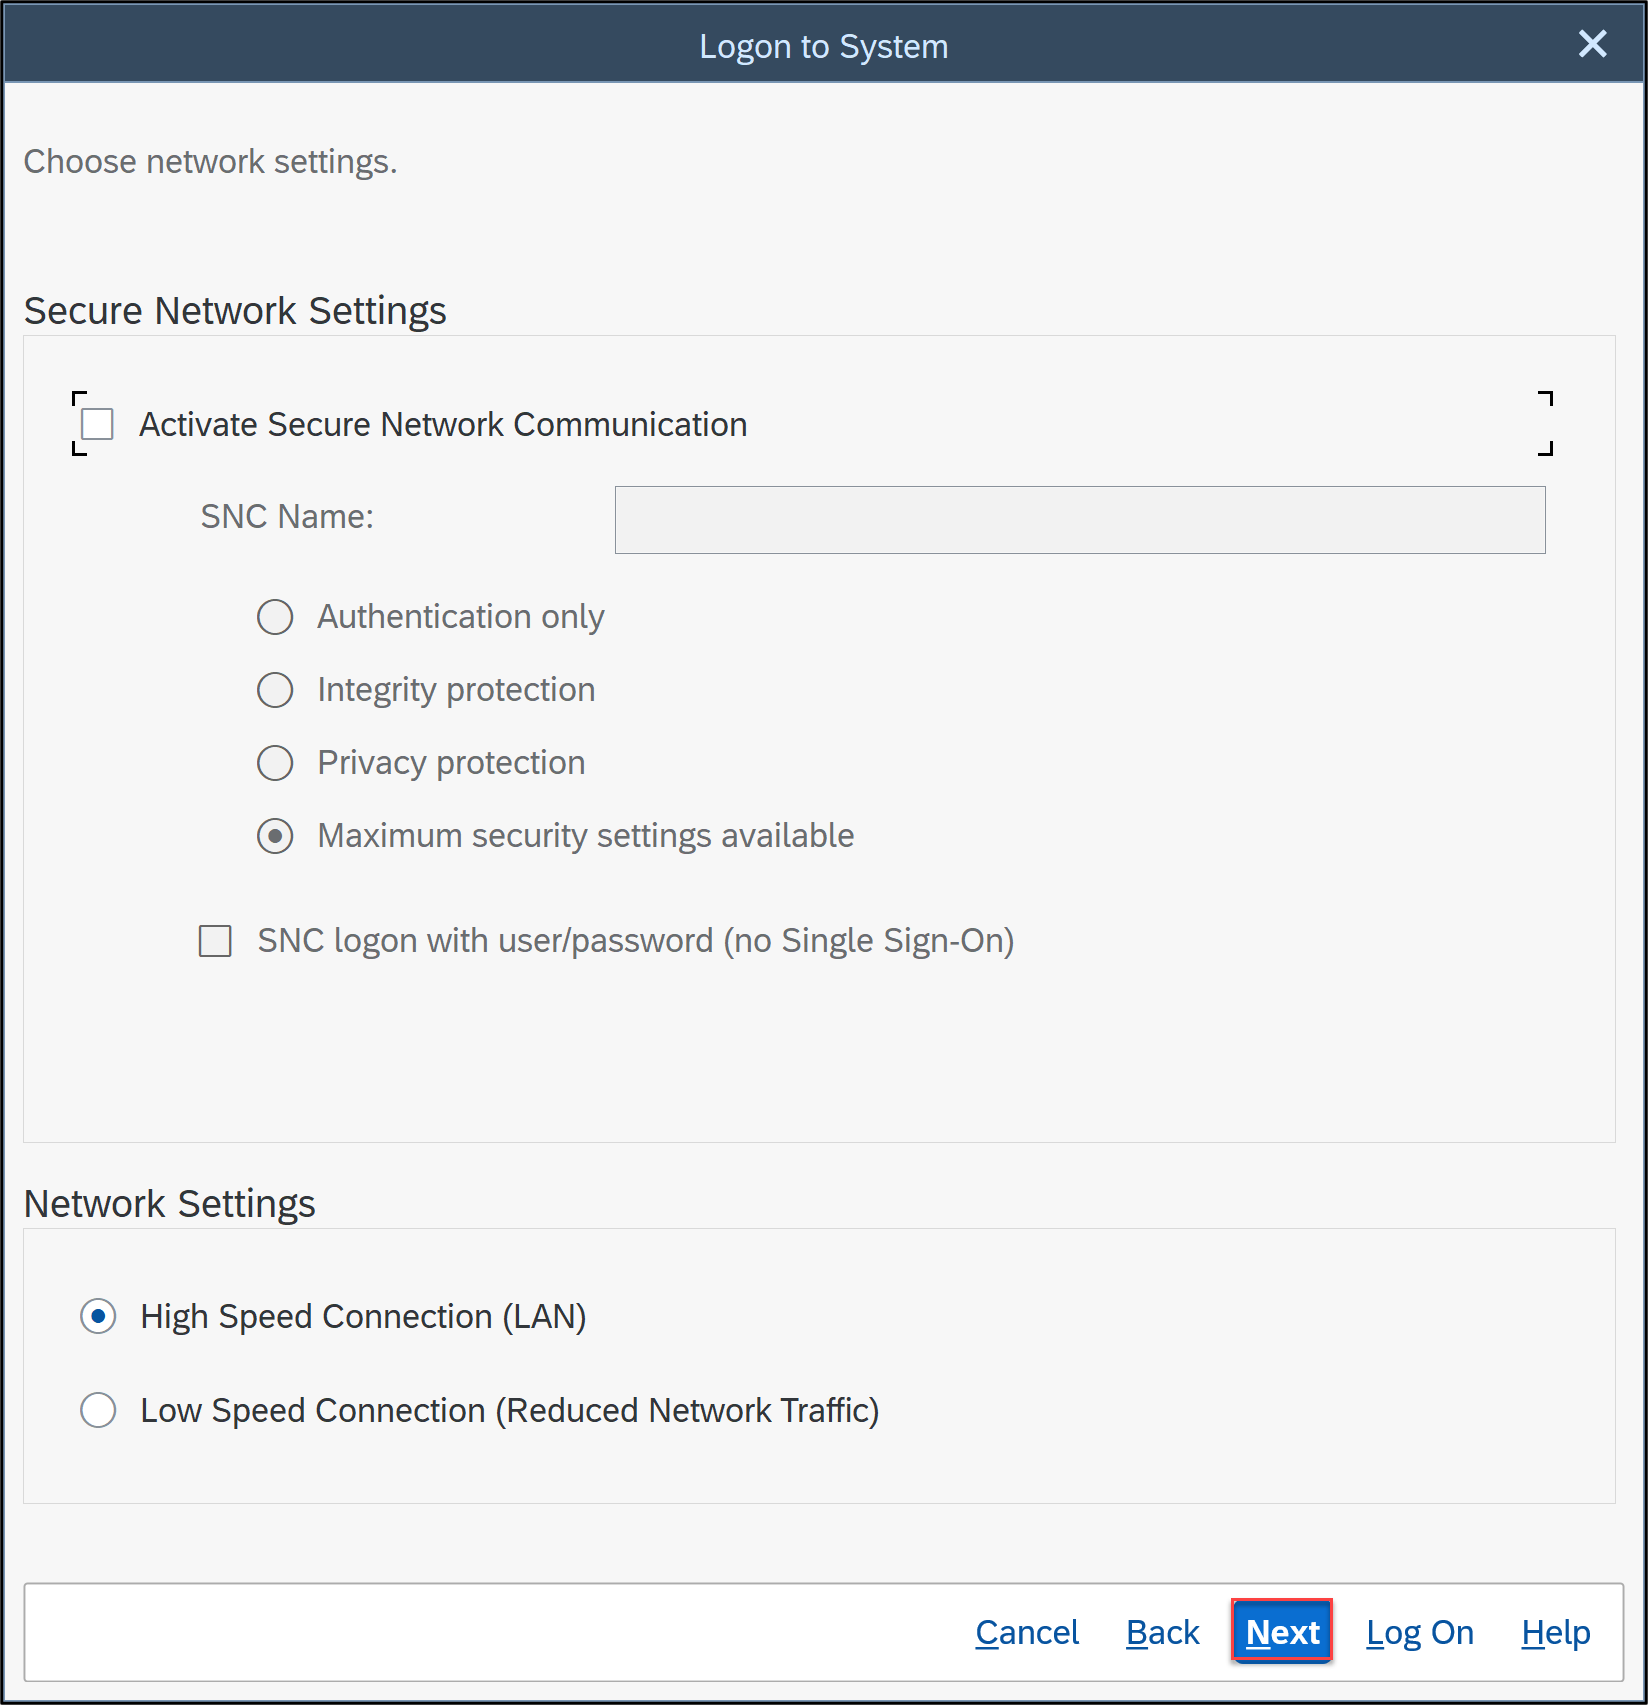 Logon to System
Choose network settings.
Secure Network Settings
Activate Secure Network Communication
SNC Name:
Authentication only
Integrity protection
Privacy protection
Maximum security settings available
SNC logon with user/password (no Single Sign-On)
Network Settings
High Speed Connection (LAN)
Low Speed Connection (Reduced Network Traffic)
Cancel Back Next Log On Help